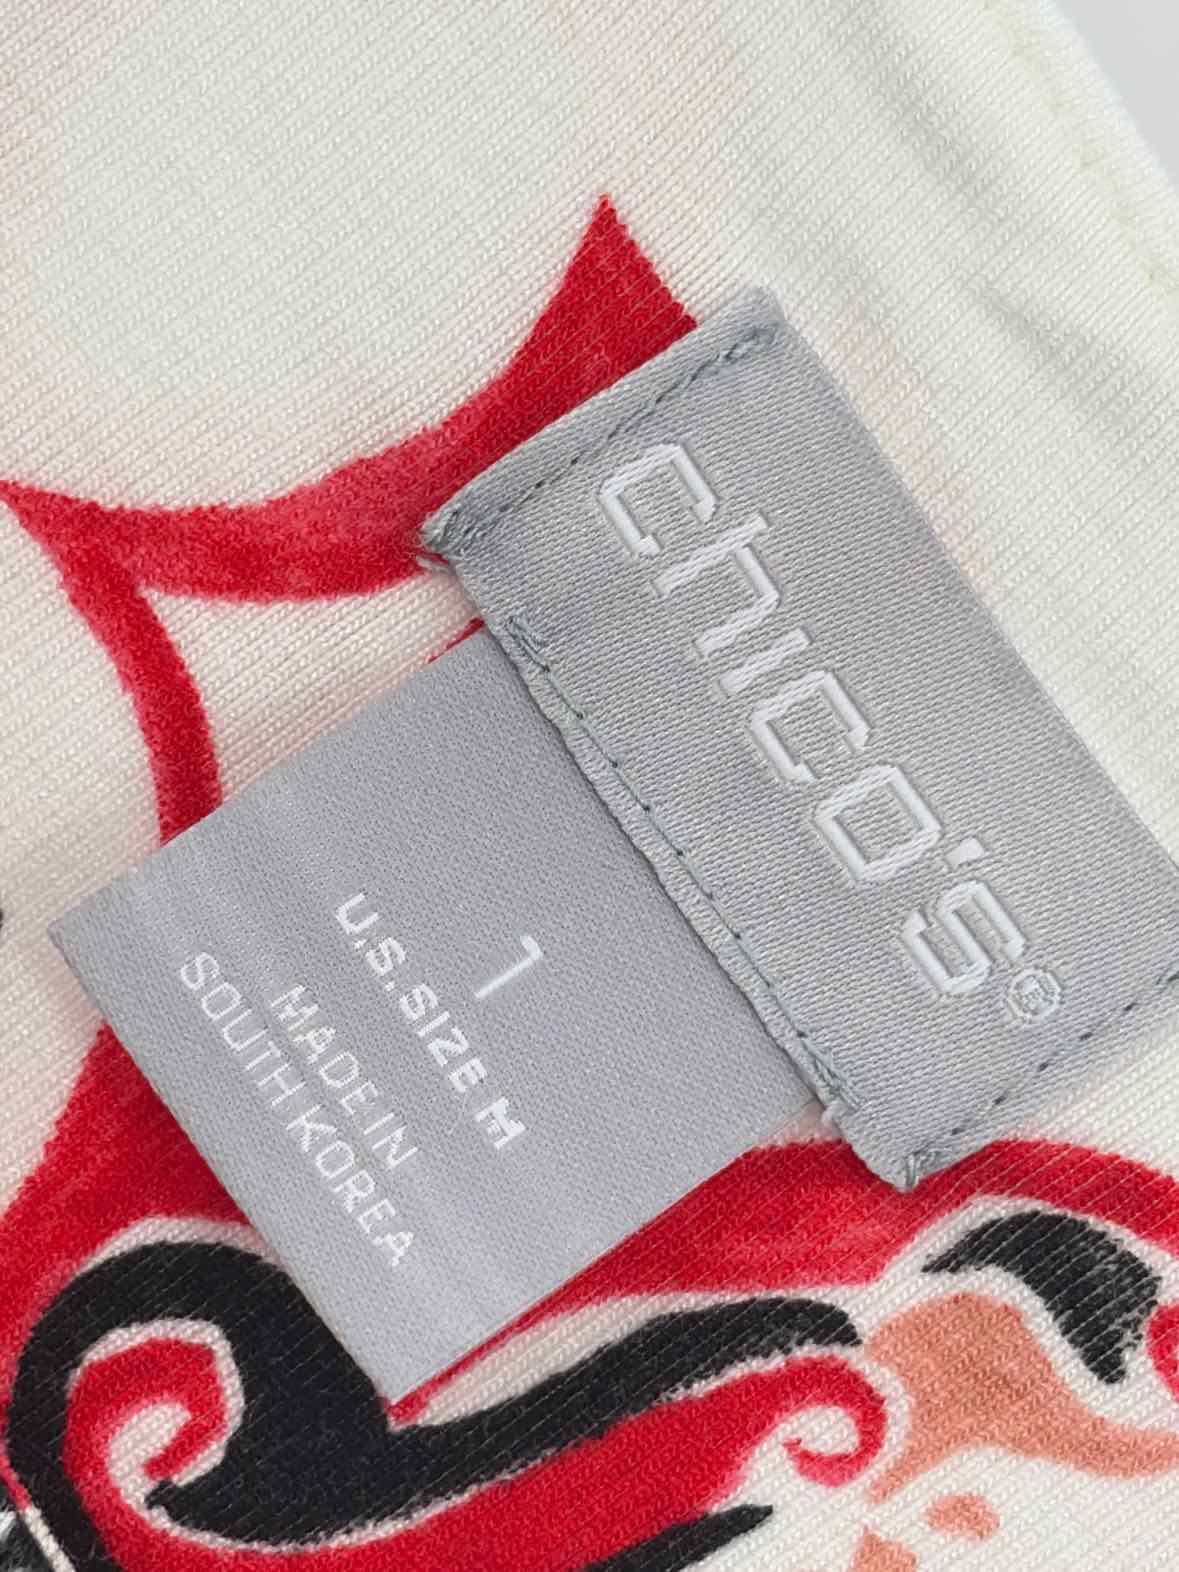 chico's®
1
U.S.SIZE M
MADE IN
SOUTH KOREA